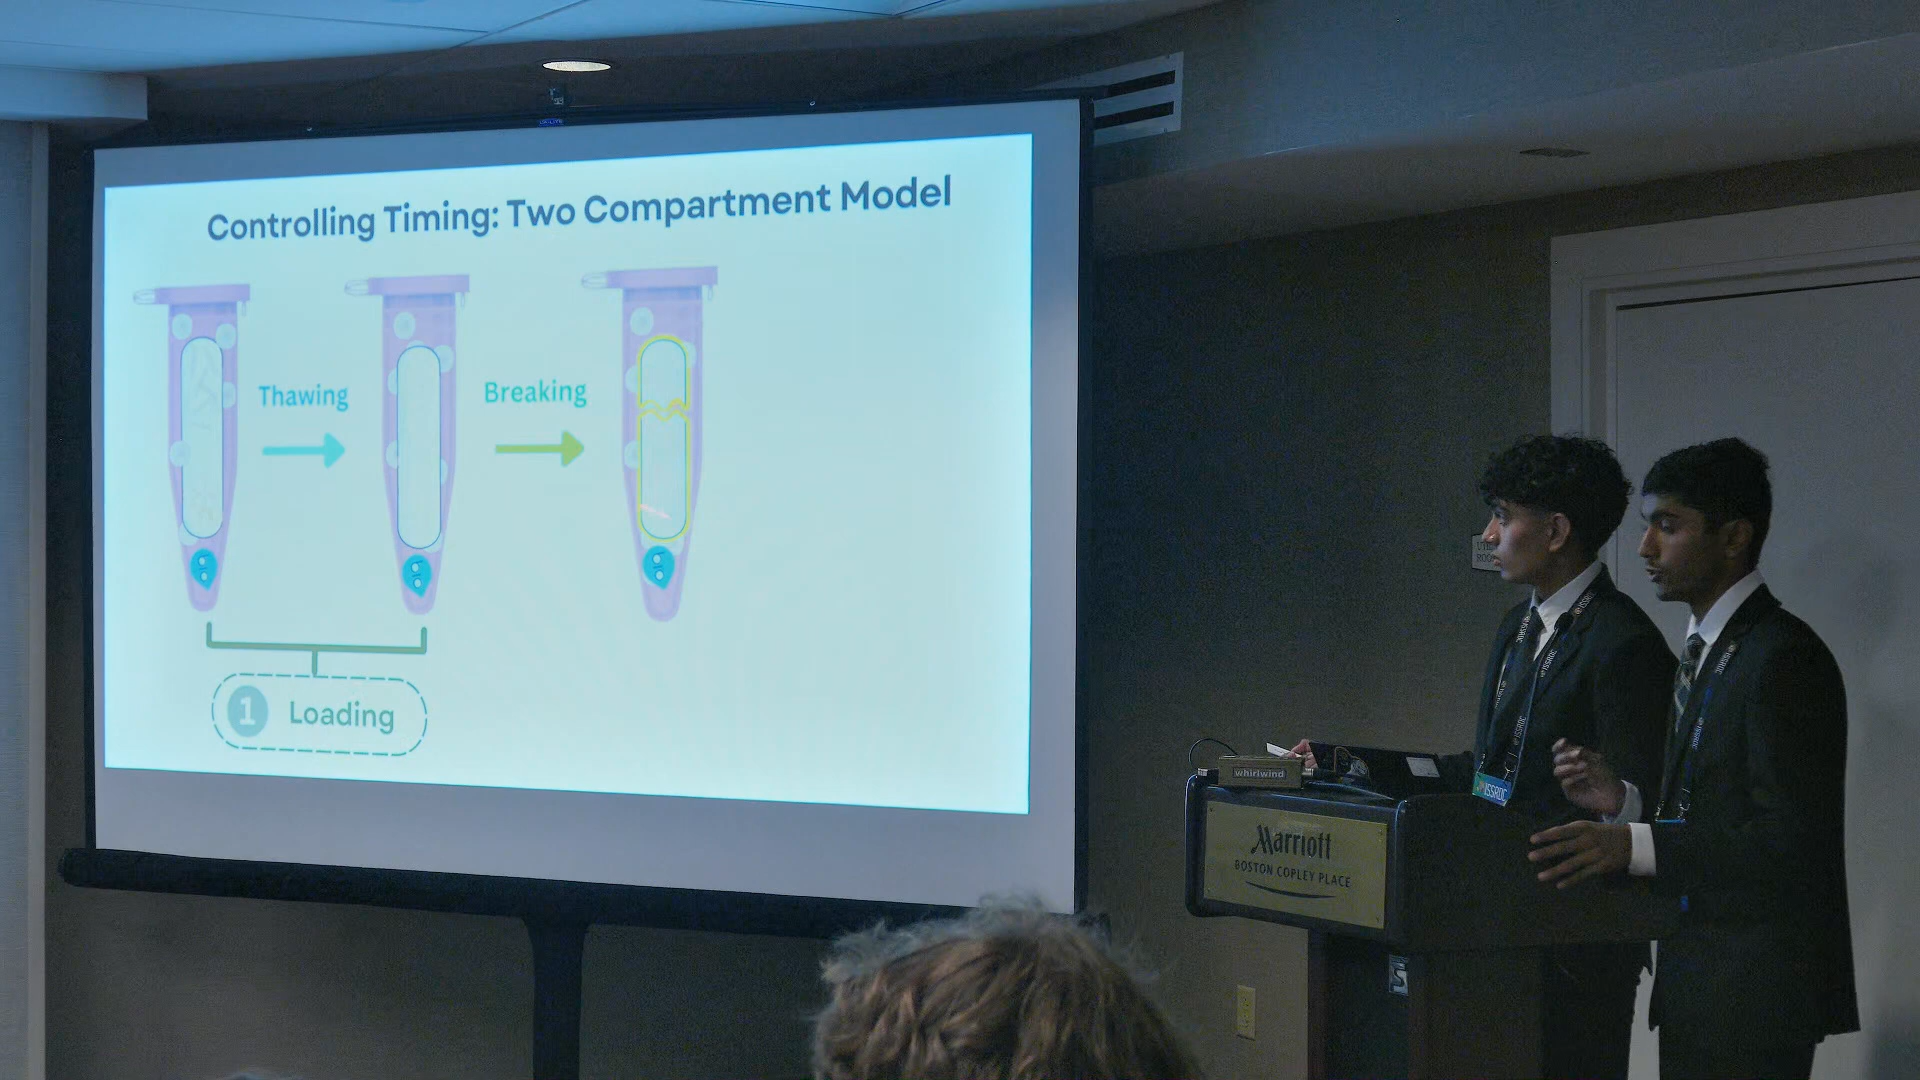 Controlling Timing: Two Compartment Model
Thawing
Breaking
1 Loading
whirlwind
Marriott
BOSTON COPLEY PLACE
ISSRDC